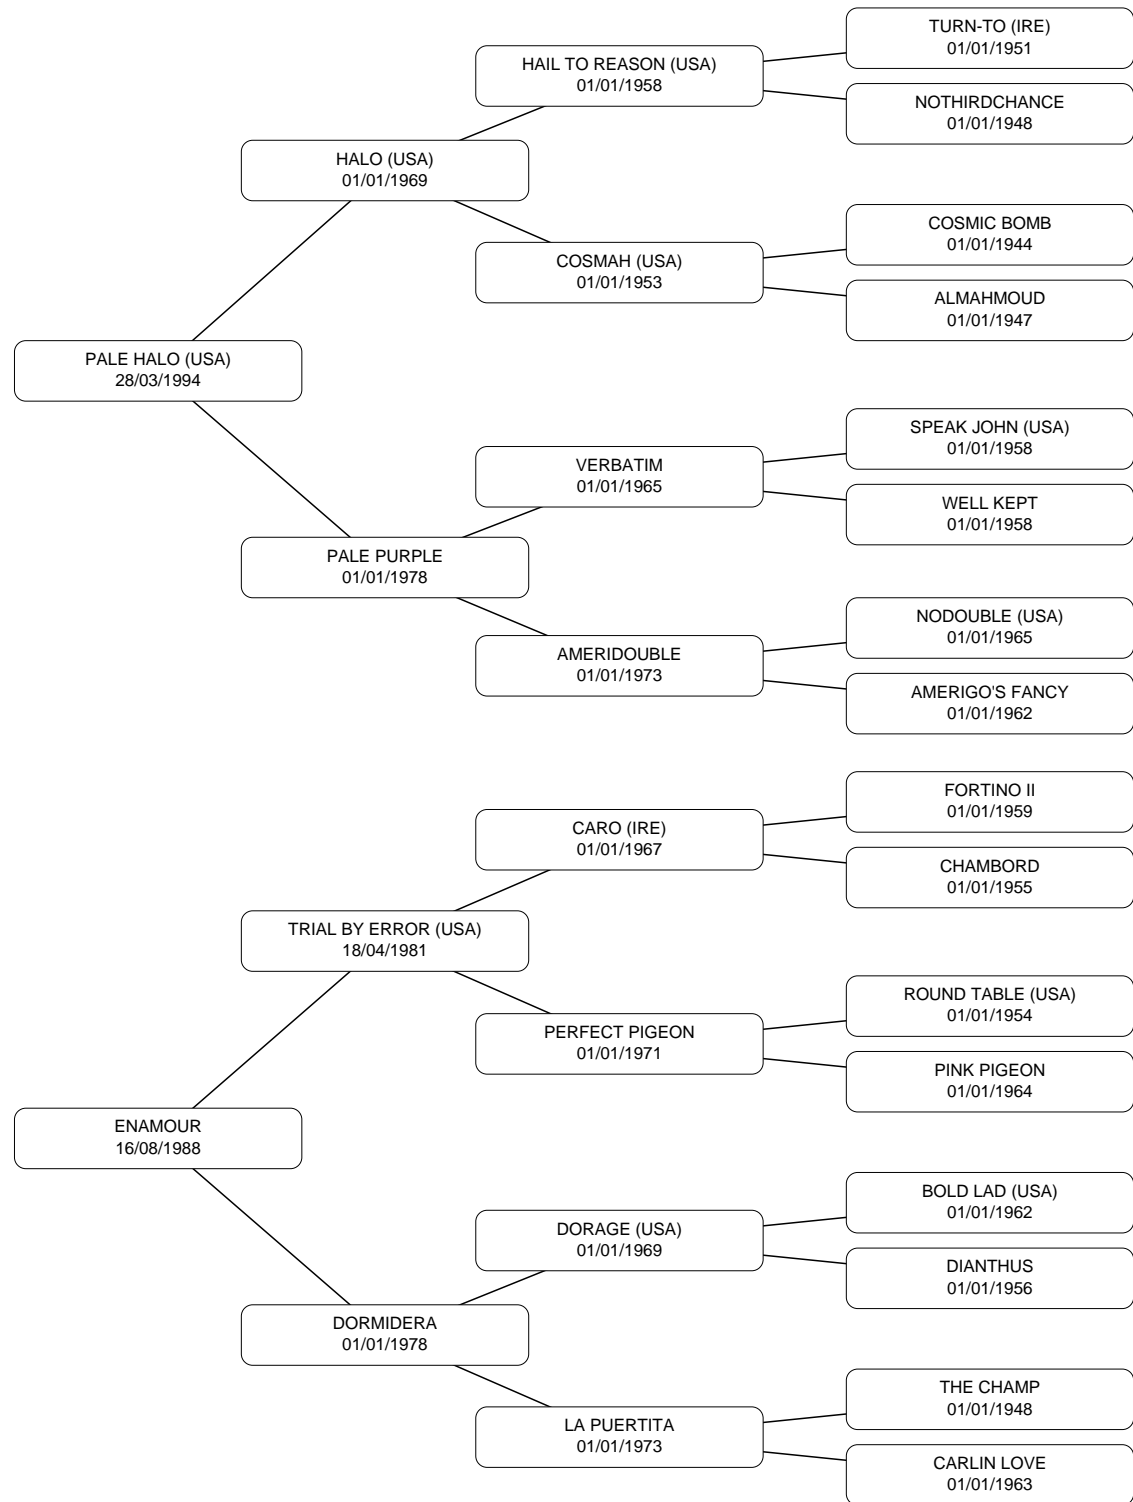 TURN-TO (IRE)
01/01/1951
HAIL TO REASON (USA)
01/01/1958
NOTHIRDCHANCE
01/01/1948
HALO (USA)
01/01/1969
COSMIC BOMB
01/01/1944
COSMAH (USA)
01/01/1953
ALMAHMOUD
01/01/1947
PALE HALO (USA)
28/03/1994
SPEAK JOHN (USA)
01/01/1958
VERBATIM
01/01/1965
WELL KEPT
01/01/1958
PALE PURPLE
01/01/1978
NODOUBLE (USA)
01/01/1965
AMERIDOUBLE
01/01/1973
AMERIGO'S FANCY
01/01/1962
FORTINO II
01/01/1959
CARO (IRE)
01/01/1967
CHAMBORD
01/01/1955
TRIAL BY ERROR (USA)
18/04/1981
ROUND TABLE (USA)
01/01/1954
PERFECT PIGEON
01/01/1971
PINK PIGEON
01/01/1964
ENAMOUR
16/08/1988
BOLD LAD (USA)
01/01/1962
DORAGE (USA)
01/01/1969
DIANTHUS
01/01/1956
DORMIDERA
01/01/1978
THE CHAMP
01/01/1948
LA PUERTITA
01/01/1973
CARLIN LOVE
01/01/1963